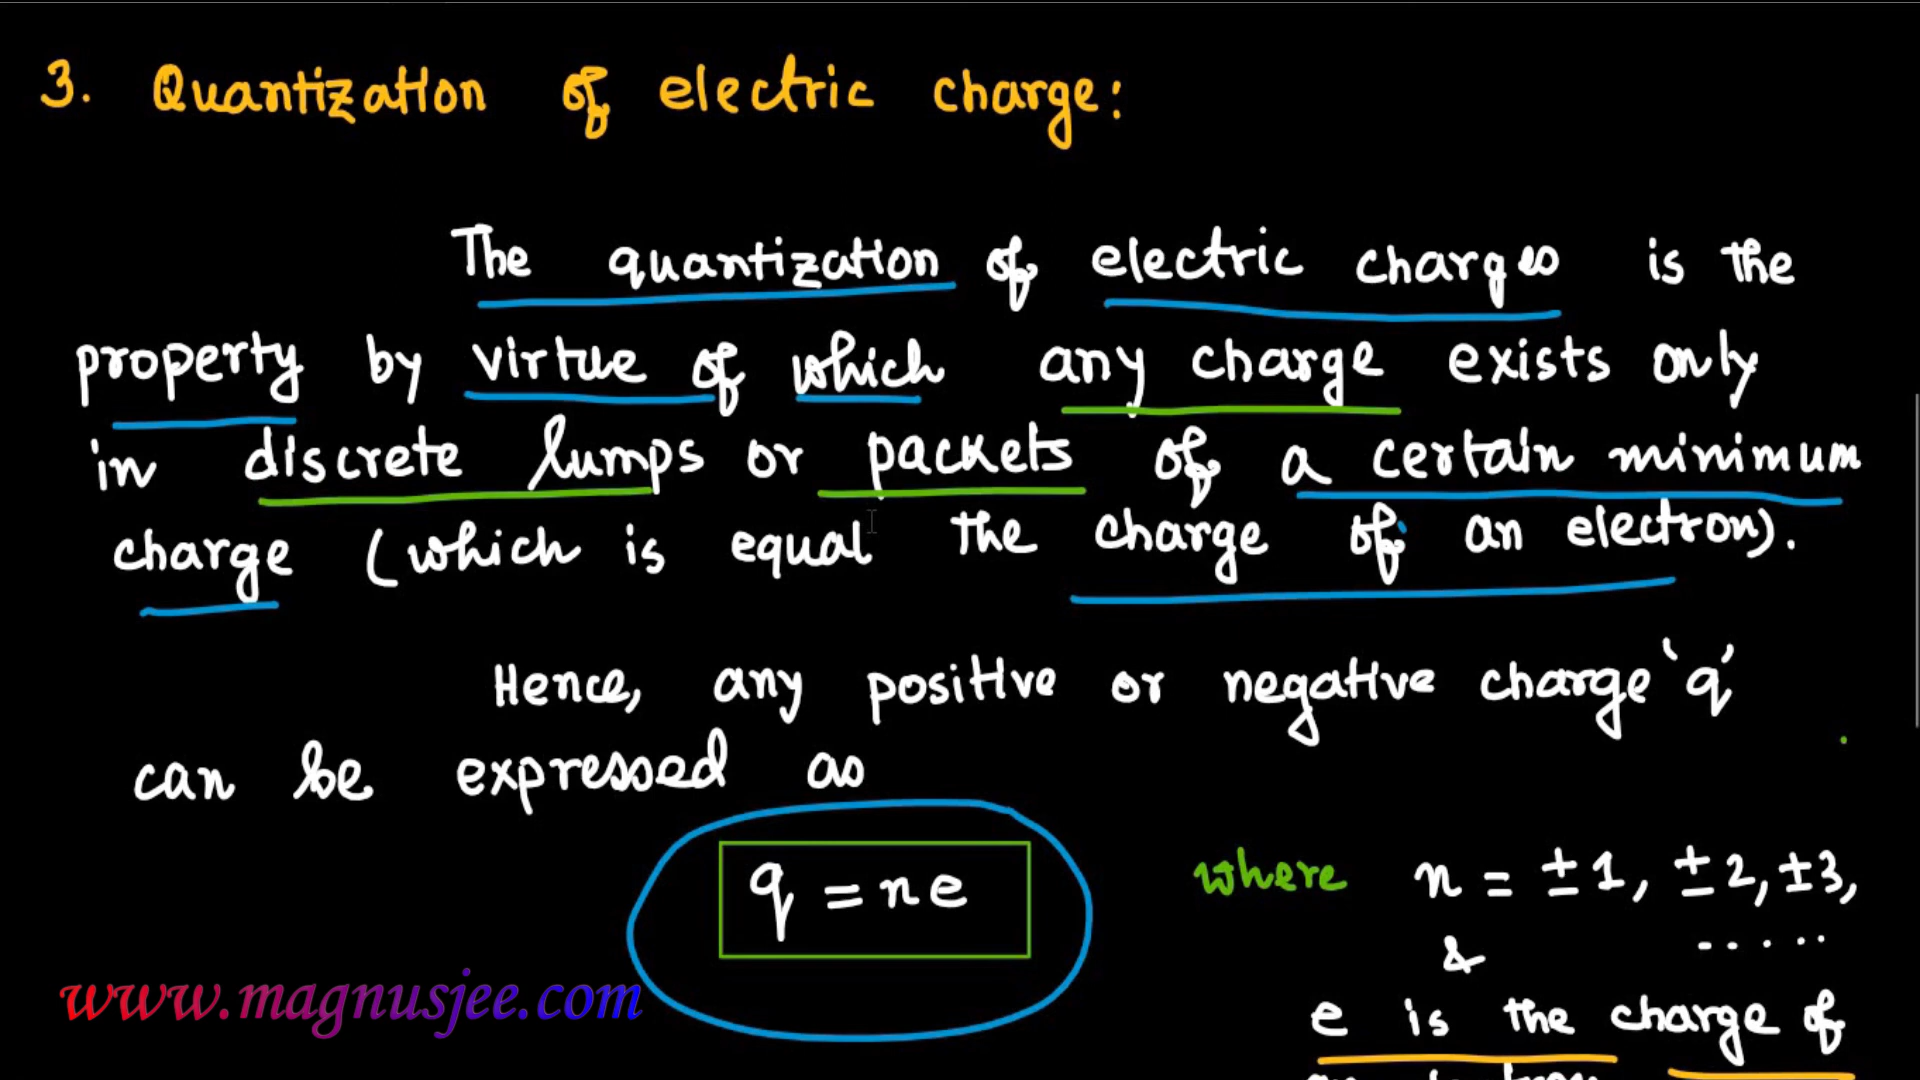 3. Quantization of electric charge:
The quantization of electric charges is the
property by virtue of which any charge exists only
in discrete lumps or packets of a certain minimum
charge (which is equal the charge of an electron).
Hence, any positive or negative charge 'q'
can be expressed as
q = ne
where n = ±1, ±2, ±3,
& .....
e is the charge of
www.magnusjee.com